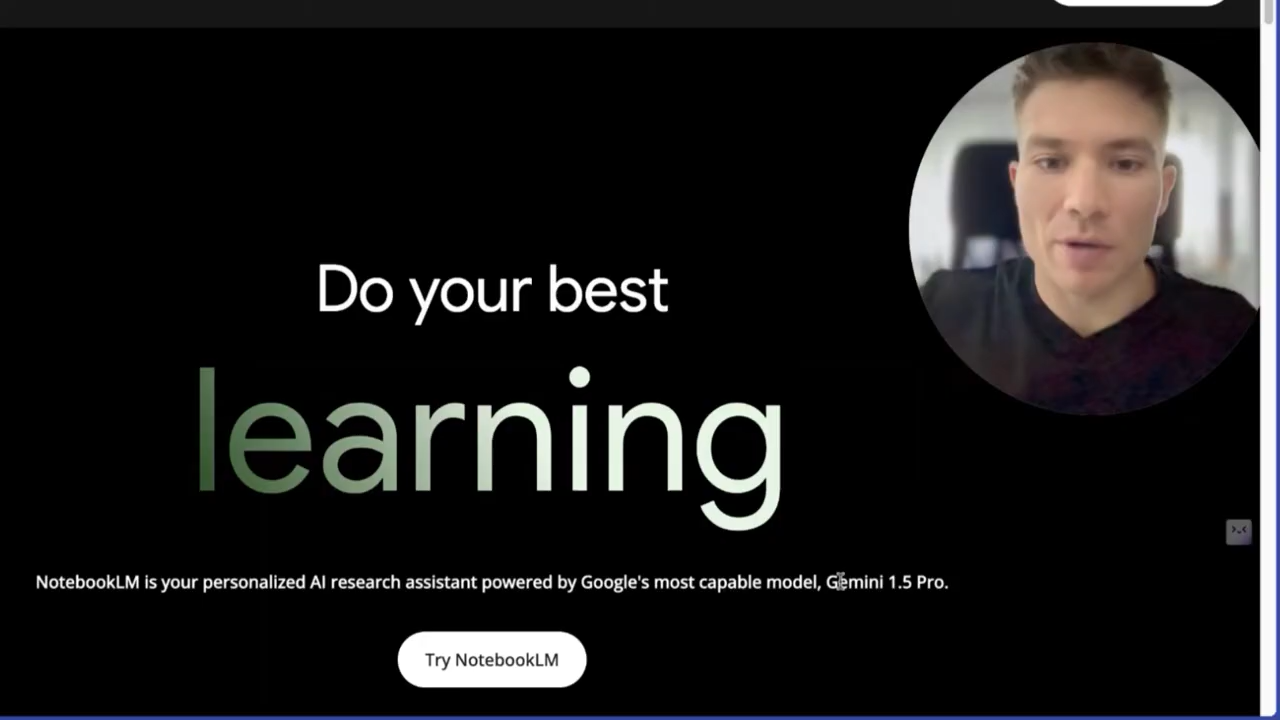 Do your best
learning
NotebookLM is your personalized AI research assistant powered by Google's most capable model, Gemini 1.5 Pro.
Try NotebookLM